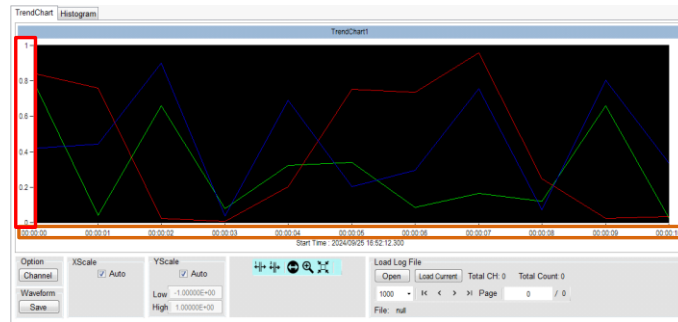 TrendChart Histogram
TrendChart1
1
0.8
0.6
0.4
0.2
0
00:00:00 00:00:01 00:00:02 00:00:03 00:00:04 00:00:05 00:00:06 00:00:07 00:00:08 00:00:09 00:00:1
Start Time : 2024/09/25 16:52:12.300
Option XScale YScale Load Log File
Channel Auto Auto Open Load Current Total CH: 0 Total Count: 0
Waveform Low -1.00000E+00 1000 Page 0 / 0
Save High 1.00000E+00 File: null